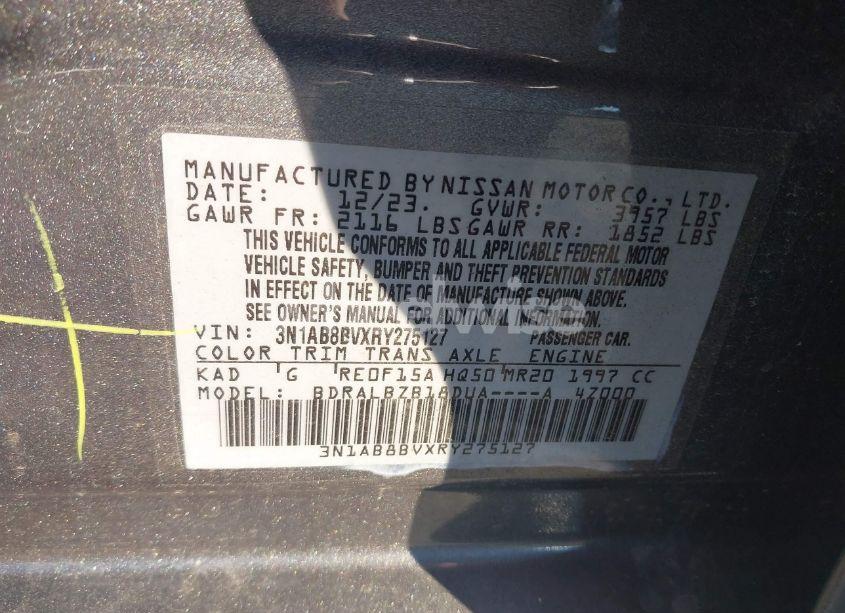 MANUFACTURED BY NISSAN MOTOR CO., LTD.
DATE: 12/23. GVWR: 3957 LBS
GAWR FR: 2116 LBS GAWR RR: 1852 LBS
THIS VEHICLE CONFORMS TO ALL APPLICABLE FEDERAL MOTOR
VEHICLE SAFETY, BUMPER AND THEFT PREVENTION STANDARDS
IN EFFECT ON THE DATE OF MANUFACTURE SHOWN ABOVE.
SEE OWNER'S MANUAL FOR ADDITIONAL INFORMATION.
VIN: 3N1AB8BVXRY275127 PASSENGER CAR.
COLOR TRIM TRANS AXLE ENGINE
KAD G RE0F15A HQ50 MR20 1997 CC
MODEL: BDRALBZB18DUA----A 4Z000
3N1AB8BVXRY275127